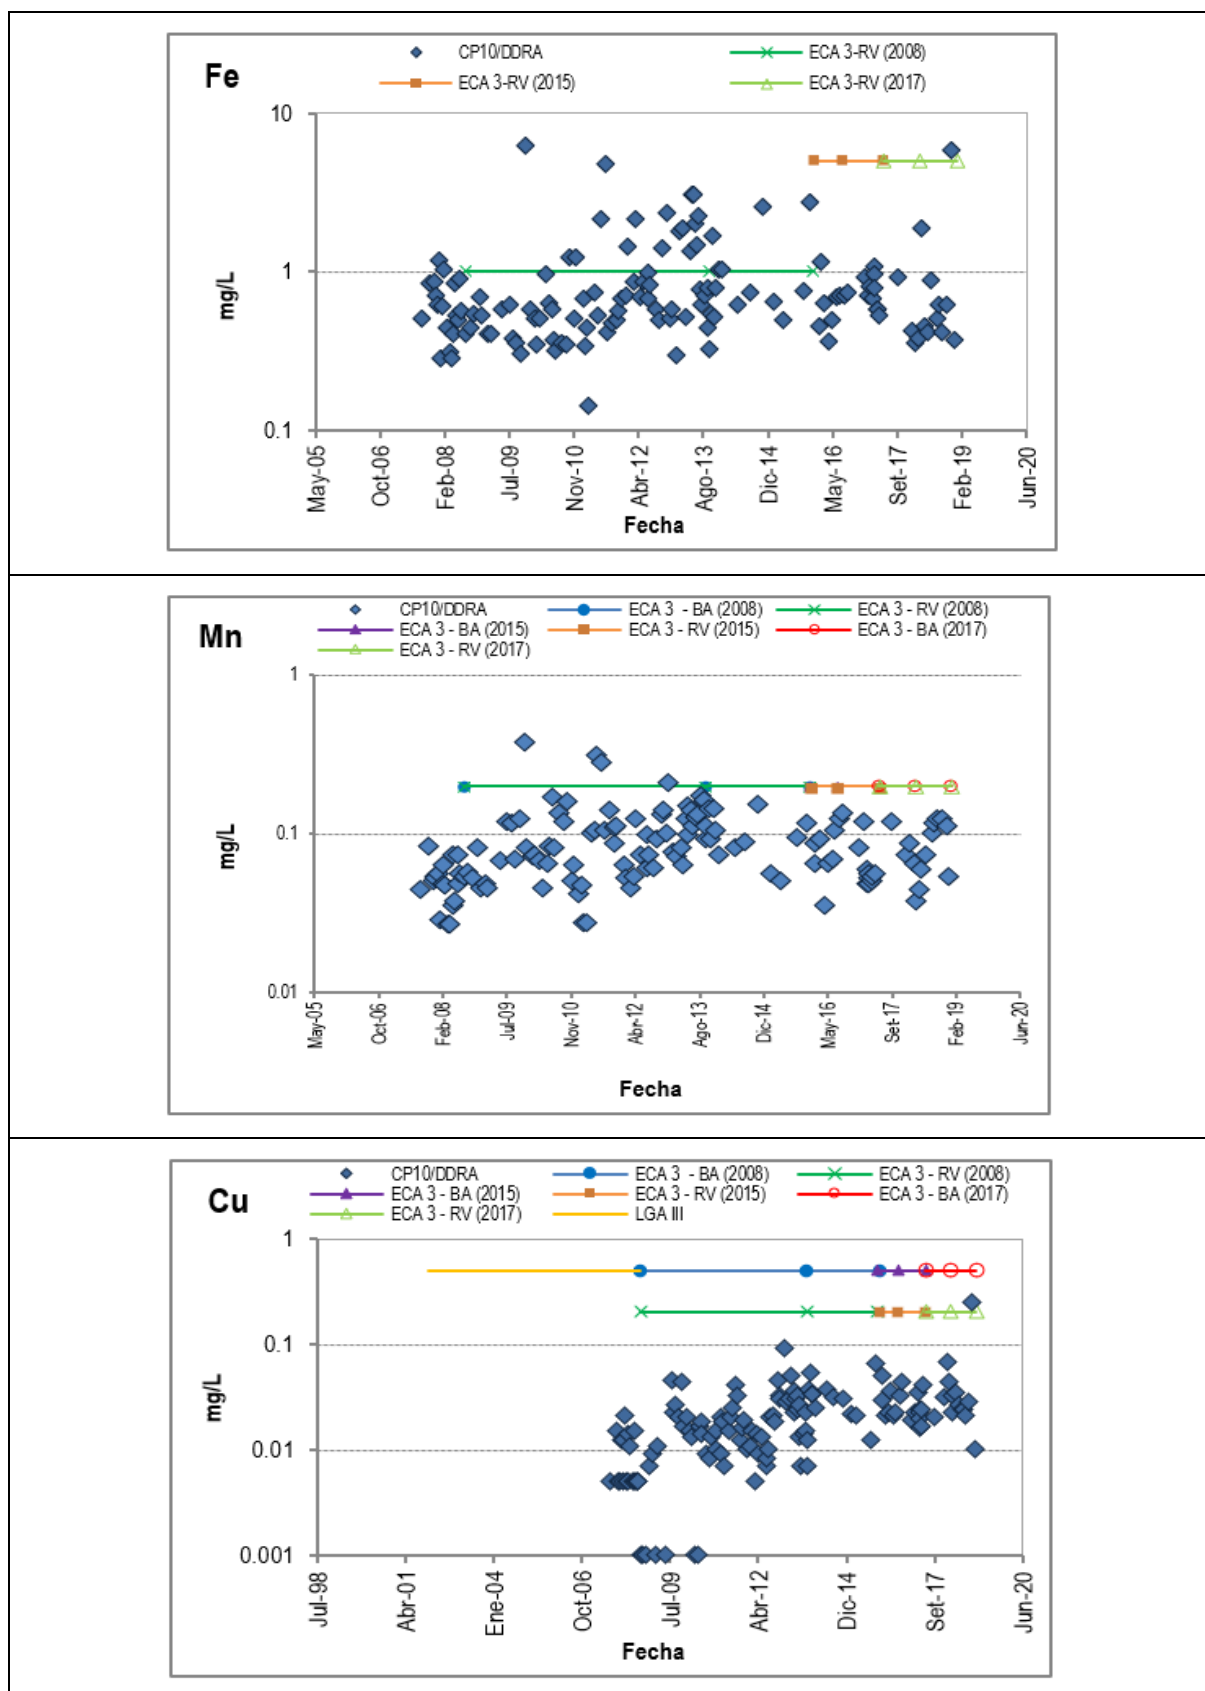 Fe
CP10/DDRA
ECA 3-RV (2008)
ECA 3-RV (2015)
ECA 3-RV (2017)
mg/L
10
1
0.1
May-05
Oct-06
Feb-08
Jul-09
Nov-10
Abr-12
Ago-13
Dic-14
May-16
Set-17
Feb-19
Jun-20
Fecha
Mn
CP10/DDRA
ECA 3 - BA (2008)
ECA 3 - RV (2008)
ECA 3 - BA (2015)
ECA 3 - RV (2015)
ECA 3 - BA (2017)
ECA 3 - RV (2017)
mg/L
1
0.1
0.01
May-05
Oct-06
Feb-08
Jul-09
Nov-10
Abr-12
Ago-13
Dic-14
May-16
Set-17
Feb-19
Jun-20
Fecha
Cu
CP10/DDRA
ECA 3 - BA (2008)
ECA 3 - RV (2008)
ECA 3 - BA (2015)
ECA 3 - RV (2015)
ECA 3 - BA (2017)
ECA 3 - RV (2017)
LGA III
mg/L
1
0.1
0.01
0.001
Jul-98
Abr-01
Ene-04
Oct-06
Jul-09
Abr-12
Dic-14
Set-17
Jun-20
Fecha